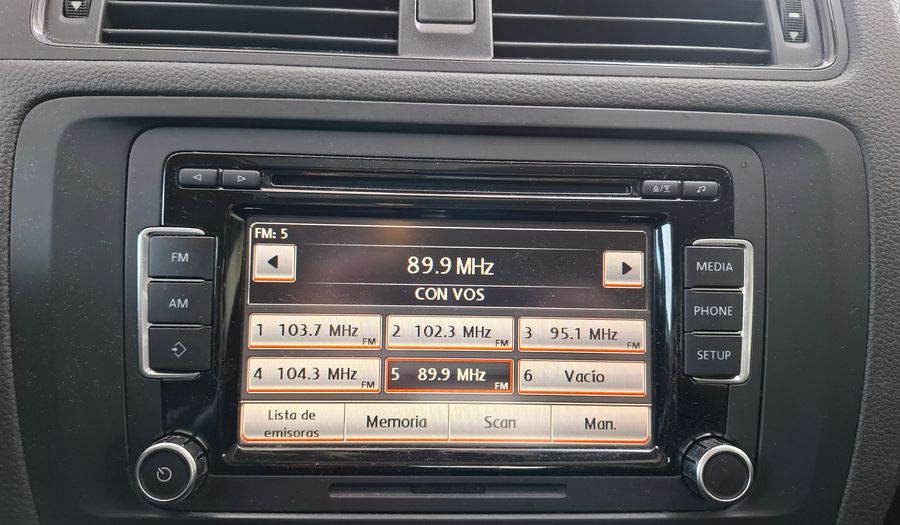 FM: 5
89.9 MHz
CON VOS
FM
AM
MEDIA
PHONE
SETUP
1 103.7 MHz FM
2 102.3 MHz FM
3 95.1 MHz FM
4 104.3 MHz FM
5 89.9 MHz FM
6 Vacío
Lista de
emisoras
Memoria
Scan
Man.